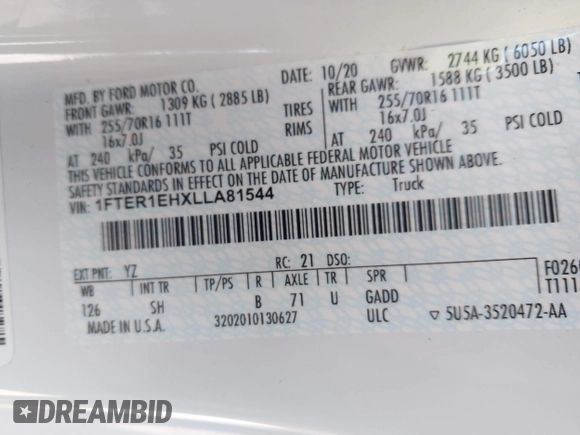 MFD. BY FORD MOTOR CO.
DATE: 10/20 GVWR: 2744 KG ( 6050 LB)
FRONT GAWR: 1309 KG ( 2885 LB)
REAR GAWR: 1588 KG ( 3500 LB)
WITH 255/70R16 111T TIRES WITH 255/70R16 111T
16x7.0J RIMS 16x7.0J
AT 240 kPa/ 35 PSI COLD AT 240 kPa/ 35 PSI COLD
THIS VEHICLE CONFORMS TO ALL APPLICABLE FEDERAL MOTOR VEHICLE
SAFETY STANDARDS IN EFFECT ON THE DATE OF MANUFACTURE SHOWN ABOVE.
VIN: 1FTER1EHXLLA81544 TYPE: Truck
EXT PNT: YZ RC: 21 DSO:
WB INT TR TP/PS R AXLE TR SPR
126 SH B 71 U GADD
MADE IN U.S.A. 3202010130627 ULC
F026
T111
▽ 5U5A-3520472-AA
DREAMBID